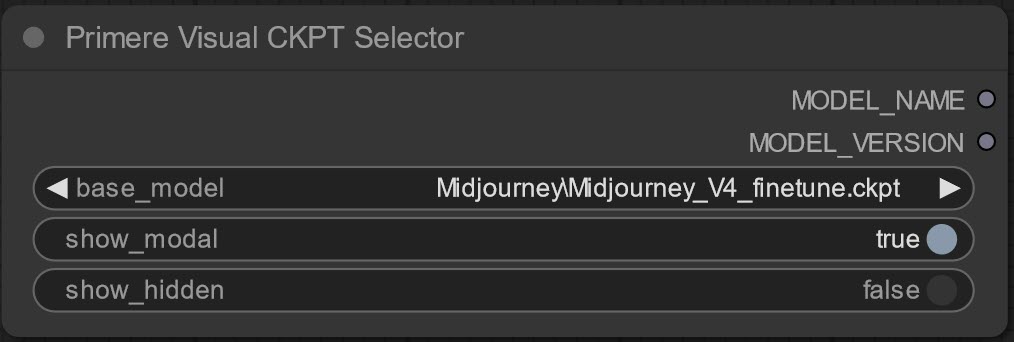 Primere Visual CKPT Selector
MODEL_NAME
MODEL_VERSION
base_model Midjourney\Midjourney_V4_finetune.ckpt
show_modal true
show_hidden false